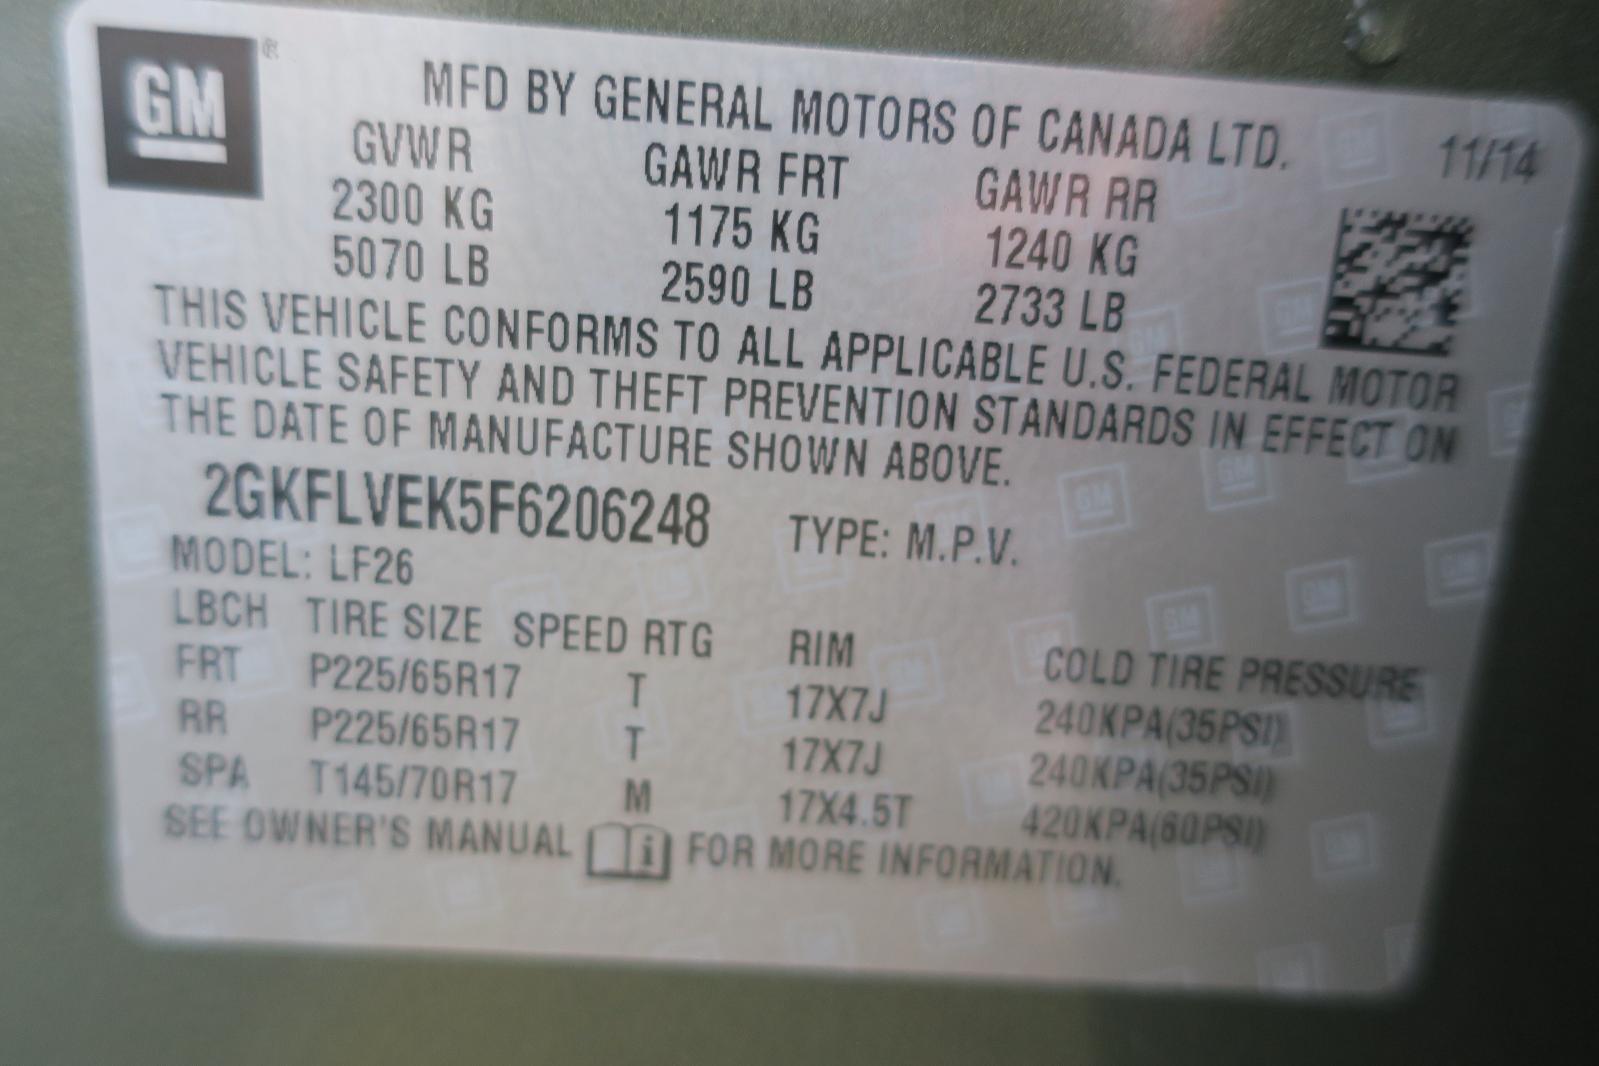 GM ®
MFD BY GENERAL MOTORS OF CANADA LTD.
11/14
GVWR GAWR FRT GAWR RR
2300 KG 1175 KG 1240 KG
5070 LB 2590 LB 2733 LB
THIS VEHICLE CONFORMS TO ALL APPLICABLE U.S. FEDERAL MOTOR
VEHICLE SAFETY AND THEFT PREVENTION STANDARDS IN EFFECT ON
THE DATE OF MANUFACTURE SHOWN ABOVE.
2GKFLVEK5F6206248 TYPE: M.P.V.
MODEL: LF26
LBCH TIRE SIZE SPEED RTG RIM COLD TIRE PRESSURE
FRT P225/65R17 T 17X7J 240KPA(35PSI)
RR P225/65R17 T 17X7J 240KPA(35PSI)
SPA T145/70R17 M 17X4.5T 420KPA(60PSI)
SEE OWNER'S MANUAL i FOR MORE INFORMATION.